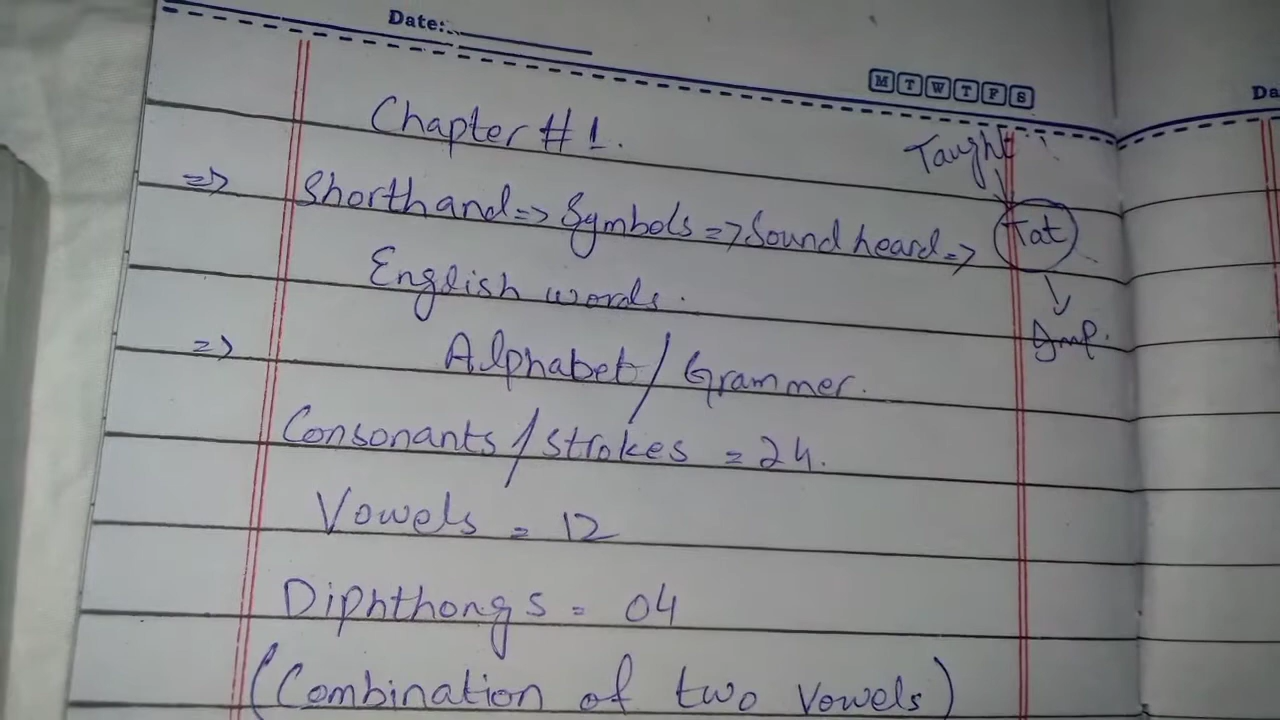 Date:
M T W T F S
Da
Chapter # 1.
Taught
=> Shorthand => Symbols => Sound heard => Tat
English words.
Imp.
=> Alphabet / Grammer.
Consonants / Strokes = 24.
Vowels = 12
Diphthongs = 04
(Combination of two vowels)